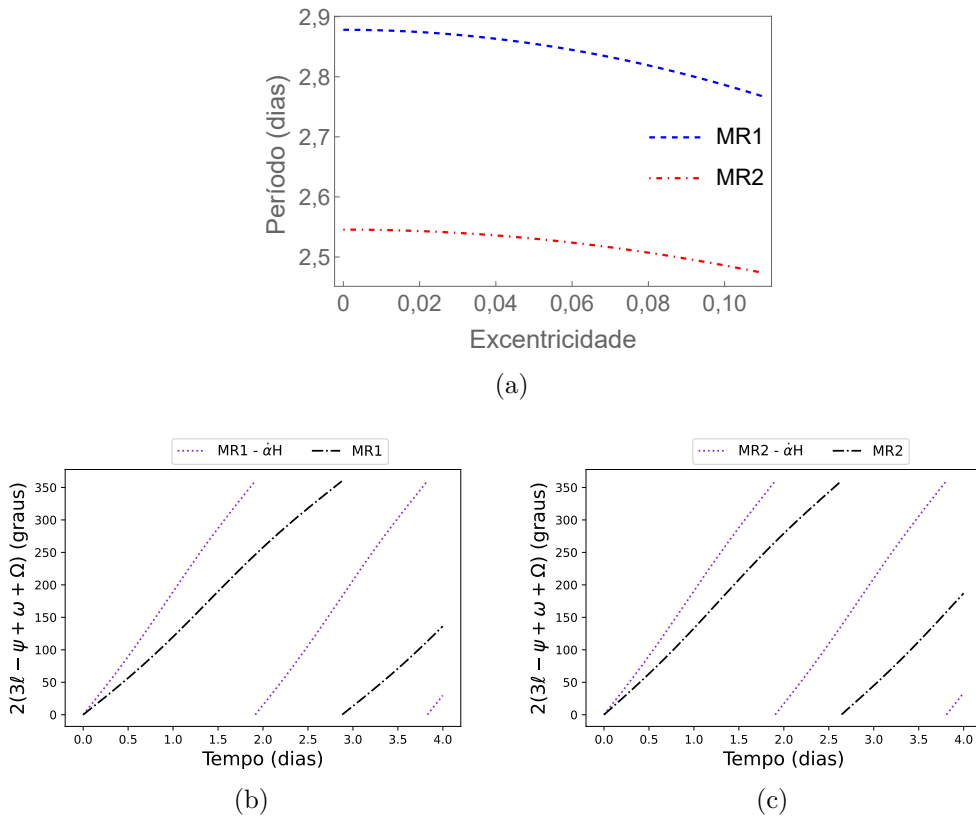 2,9
2,8
2,7
2,6
2,5
Período (dias)
MR1
MR2
0 0,02 0,04 0,06 0,08 0,10
Excentricidade
(a)
MR1 - α̇H MR1
350
300
250
200
150
100
50
0
2(3ℓ − ψ + ω + Ω) (graus)
0.0 0.5 1.0 1.5 2.0 2.5 3.0 3.5 4.0
Tempo (dias)
(b)
MR2 - α̇H MR2
350
300
250
200
150
100
50
0
2(3ℓ − ψ + ω + Ω) (graus)
0.0 0.5 1.0 1.5 2.0 2.5 3.0 3.5 4.0
Tempo (dias)
(c)